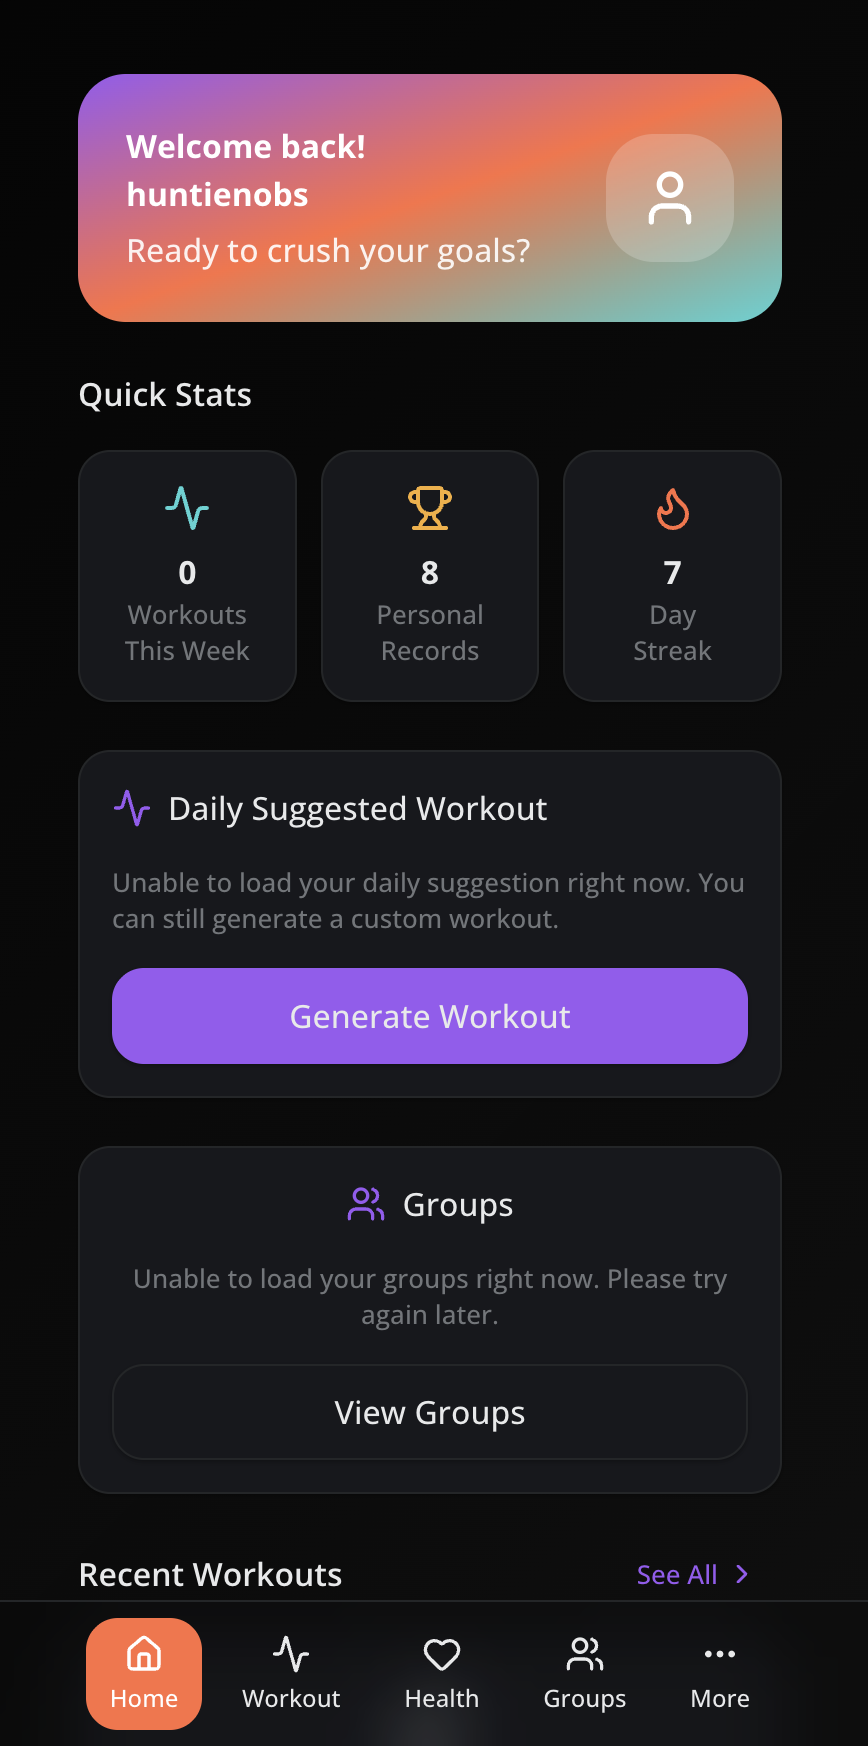 Welcome back!
huntienobs
Ready to crush your goals?
Quick Stats
0
Workouts
This Week
8
Personal
Records
7
Day
Streak
Daily Suggested Workout
Unable to load your daily suggestion right now. You
can still generate a custom workout.
Generate Workout
Groups
Unable to load your groups right now. Please try
again later.
View Groups
Recent Workouts
See All
Home
Workout
Health
Groups
More